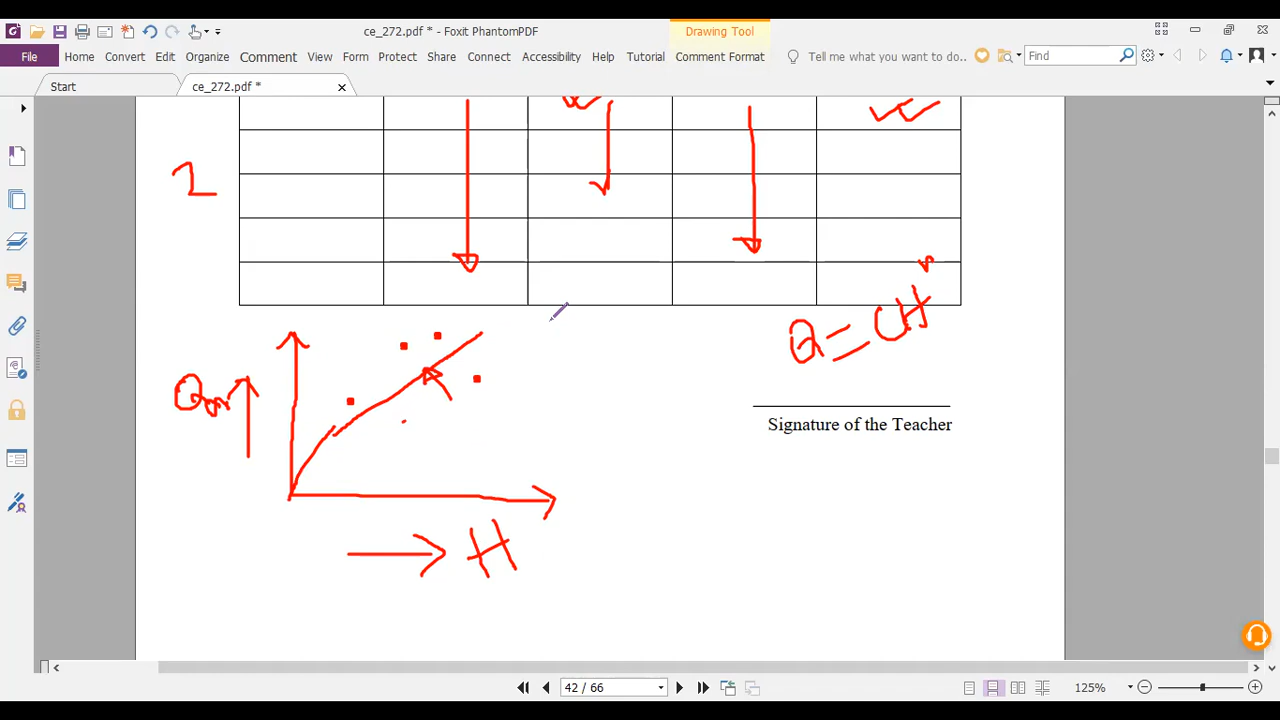 ce_272.pdf * - Foxit PhantomPDF
Drawing Tool
File Home Convert Edit Organize Comment View Form Protect Share Connect Accessibility Help Tutorial Comment Format Tell me what you want to do.. Find
Start ce_272.pdf *
2
Q = CH
Q
Signature of the Teacher
H
42 / 66
125%